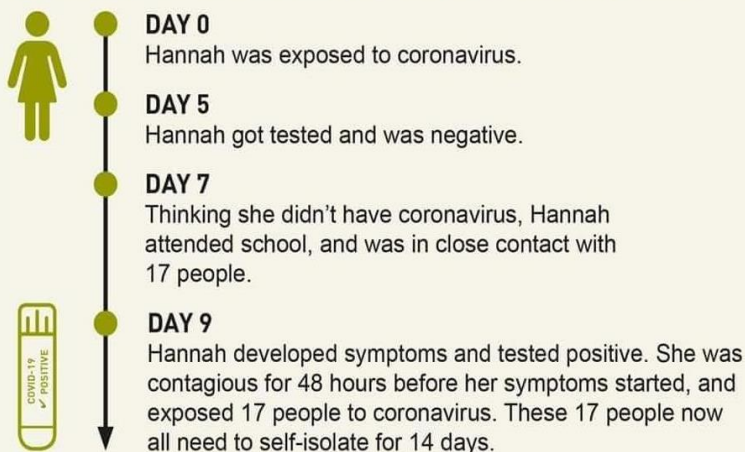 DAY 0
Hannah was exposed to coronavirus.
DAY 5
Hannah got tested and was negative.
DAY 7
Thinking she didn’t have coronavirus, Hannah
attended school, and was in close contact with
17 people.
DAY 9
Hannah developed symptoms and tested positive. She was
contagious for 48 hours before her symptoms started, and
exposed 17 people to coronavirus. These 17 people now
all need to self-isolate for 14 days.
COVID-19
✓ POSITIVE